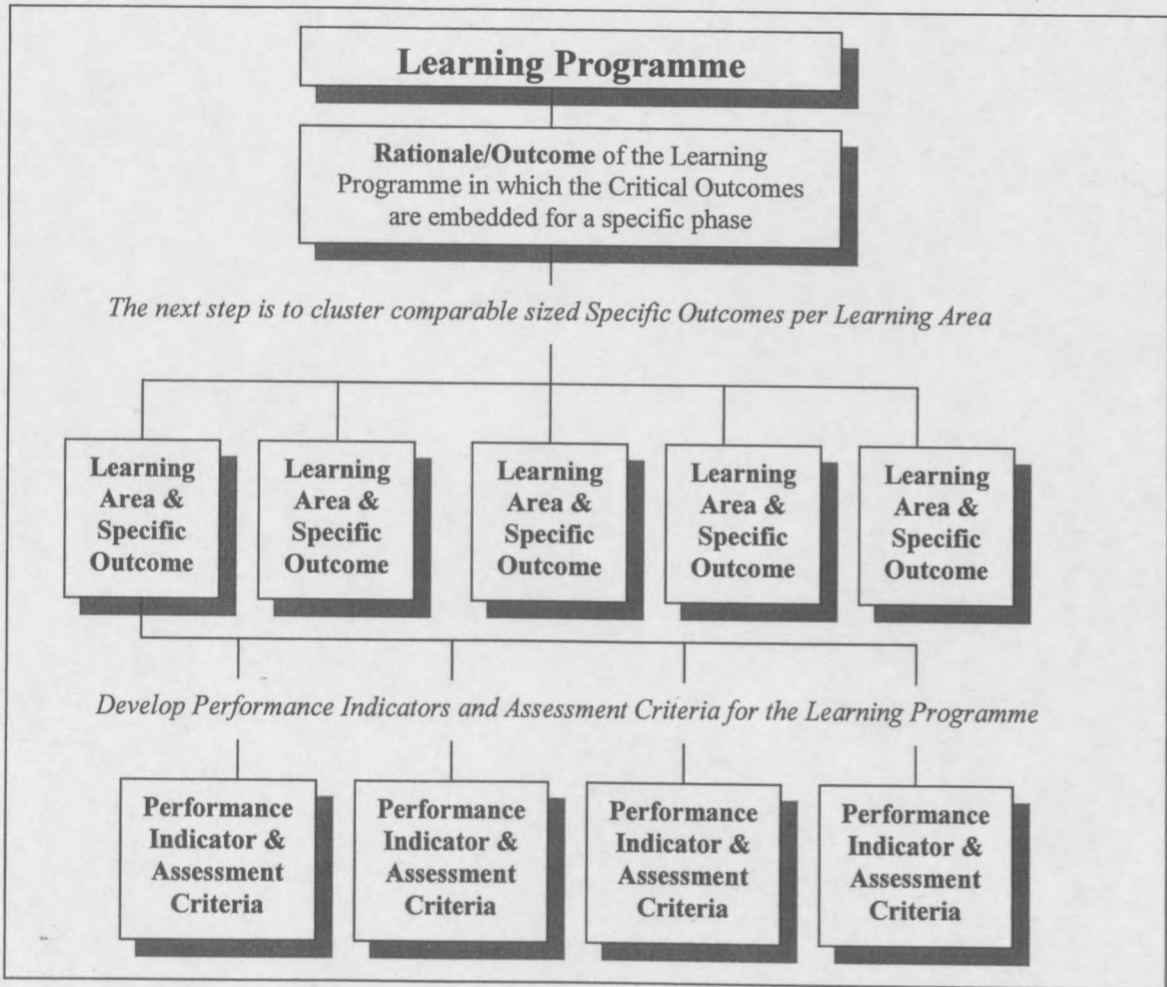 Learning Programme
Rationale/Outcome of the Learning
Programme in which the Critical Outcomes
are embedded for a specific phase
The next step is to cluster comparable sized Specific Outcomes per Learning Area
Learning
Area &
Specific
Outcome
Learning
Area &
Specific
Outcome
Learning
Area &
Specific
Outcome
Learning
Area &
Specific
Outcome
Learning
Area &
Specific
Outcome
Develop Performance Indicators and Assessment Criteria for the Learning Programme
Performance
Indicator &
Assessment
Criteria
Performance
Indicator &
Assessment
Criteria
Performance
Indicator &
Assessment
Criteria
Performance
Indicator &
Assessment
Criteria